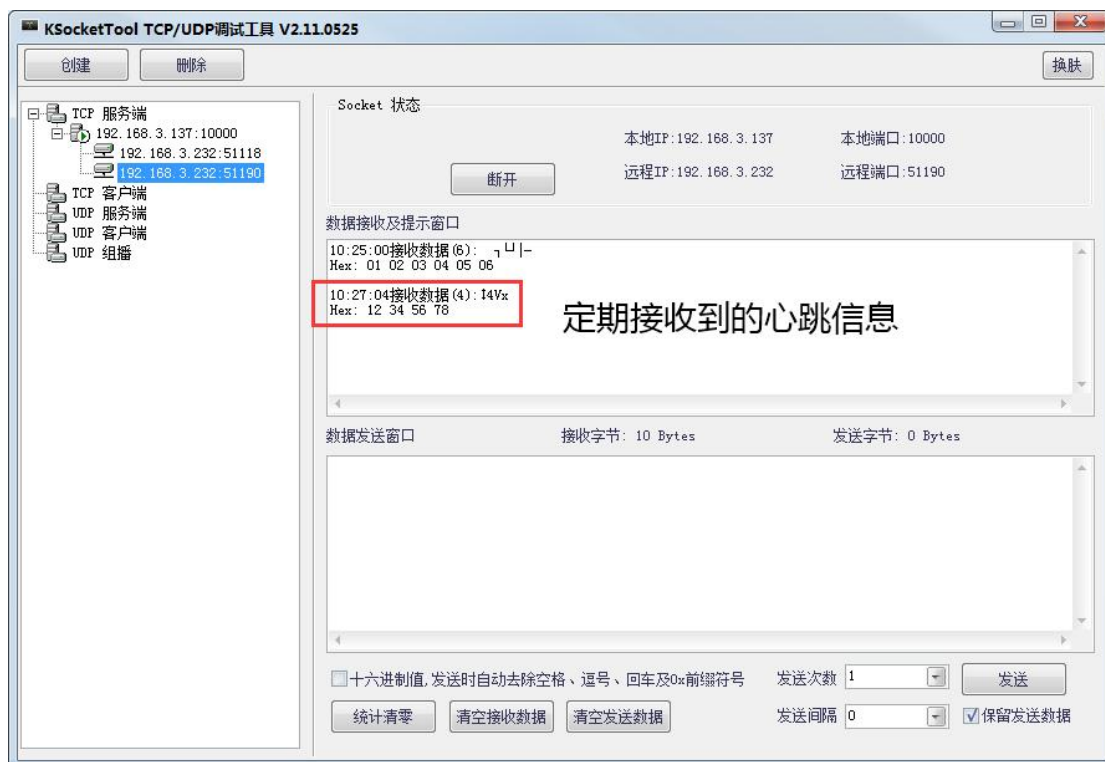 KSocketTool TCP/UDP调试工具 V2.11.0525
创建 删除 换肤
TCP 服务端
192.168.3.137:10000
192.168.3.232:51118
192.168.3.232:51190
TCP 客户端
UDP 服务端
UDP 客户端
UDP 组播
Socket 状态
本地IP:192.168.3.137 本地端口:10000
断开 远程IP:192.168.3.232 远程端口:51190
数据接收及提示窗口
10:25:00接收数据(6): ┐└┘|-
Hex: 01 02 03 04 05 06
10:27:04接收数据(4):↕4Vx
Hex: 12 34 56 78
定期接收到的心跳信息
数据发送窗口 接收字节: 10 Bytes 发送字节: 0 Bytes
十六进制值,发送时自动去除空格、逗号、回车及0x前缀符号 发送次数 1 发送
统计清零 清空接收数据 清空发送数据 发送间隔 0 保留发送数据